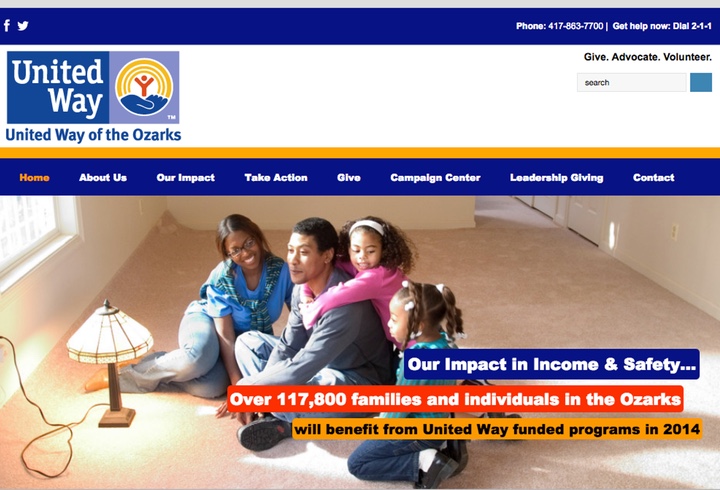 Phone: 417-863-7700 | Get help now: Dial 2-1-1
United
Way
TM
United Way of the Ozarks
Give. Advocate. Volunteer.
search
Home About Us Our Impact Take Action Give Campaign Center Leadership Giving Contact
Our Impact in Income & Safety...
Over 117,800 families and individuals in the Ozarks
will benefit from United Way funded programs in 2014